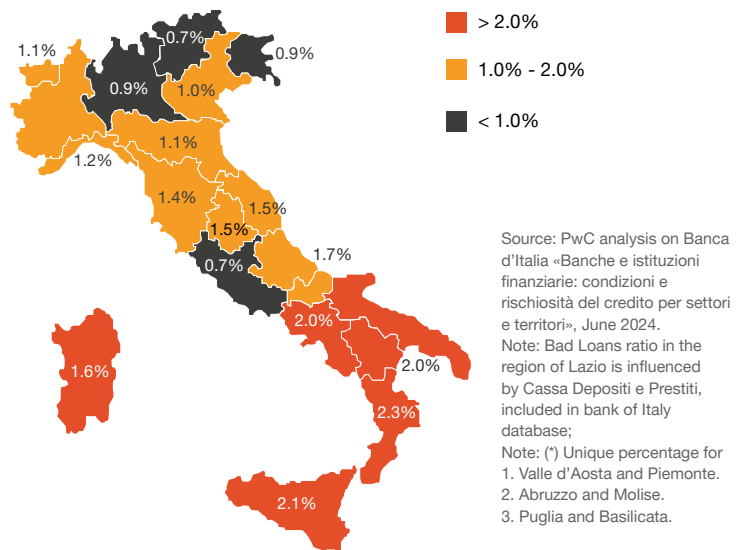 > 2.0%
1.0% - 2.0%
< 1.0%
0.7%
1.1%
0.9%
0.9%
1.0%
1.1%
1.2%
1.4%
1.5%
1.5%
1.7%
0.7%
2.0%
2.0%
1.6%
2.3%
2.1%
Source: PwC analysis on Banca
d’Italia «Banche e istituzioni
finanziarie: condizioni e
rischiosità del credito per settori
e territori», June 2024.
Note: Bad Loans ratio in the
region of Lazio is influenced
by Cassa Depositi e Prestiti,
included in bank of Italy
database;
Note: (*) Unique percentage for
1. Valle d’Aosta and Piemonte.
2. Abruzzo and Molise.
3. Puglia and Basilicata.